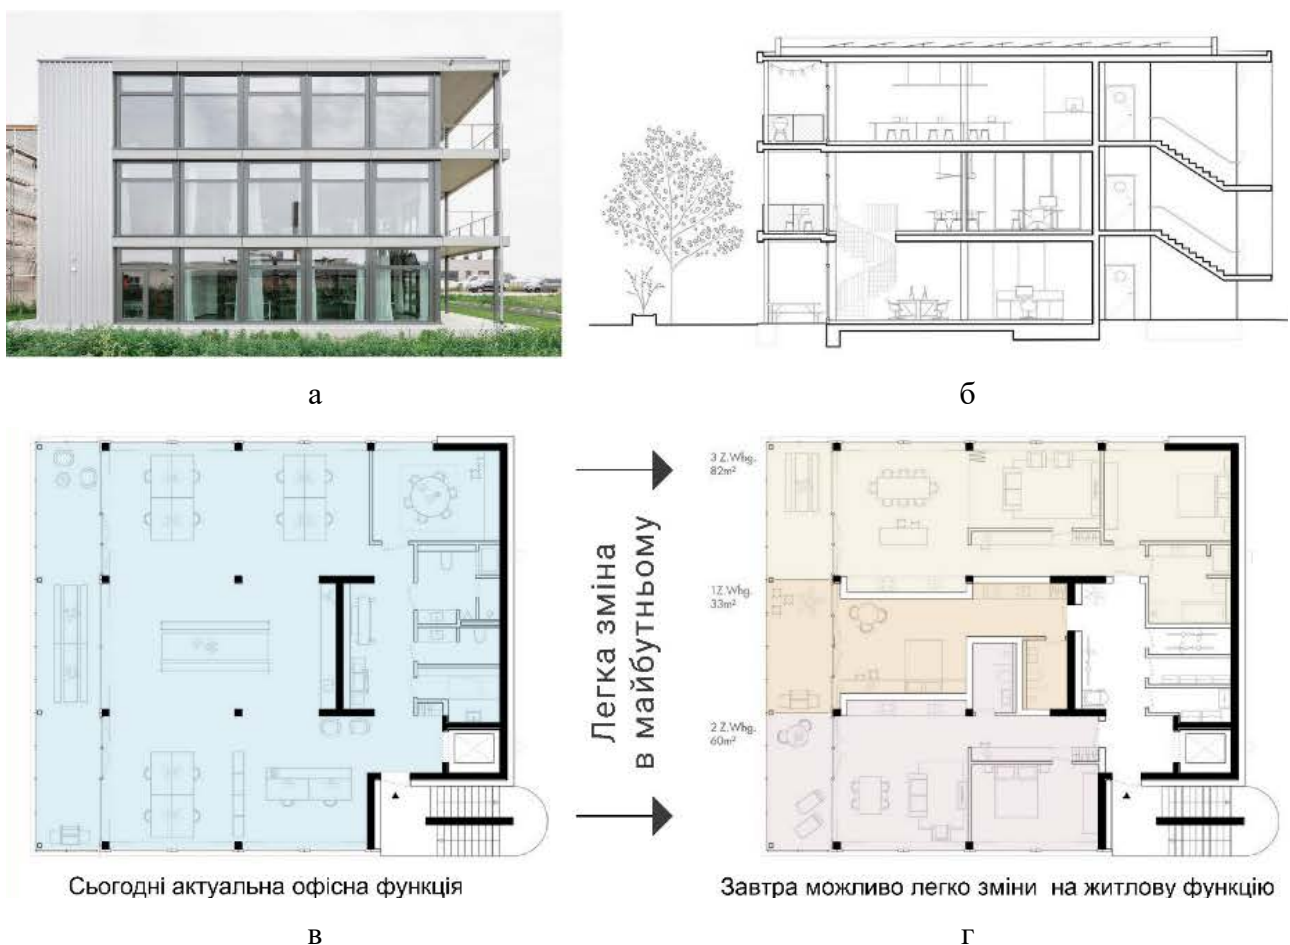 а
б
3 Z.Whg.
82m²
1Z.Whg.
33m²
2 Z.Whg.
60m²
Легка зміна
в майбутньому
Сьогодні актуальна офісна функція
Завтра можливо легко зміни на житлову функцію
в
г